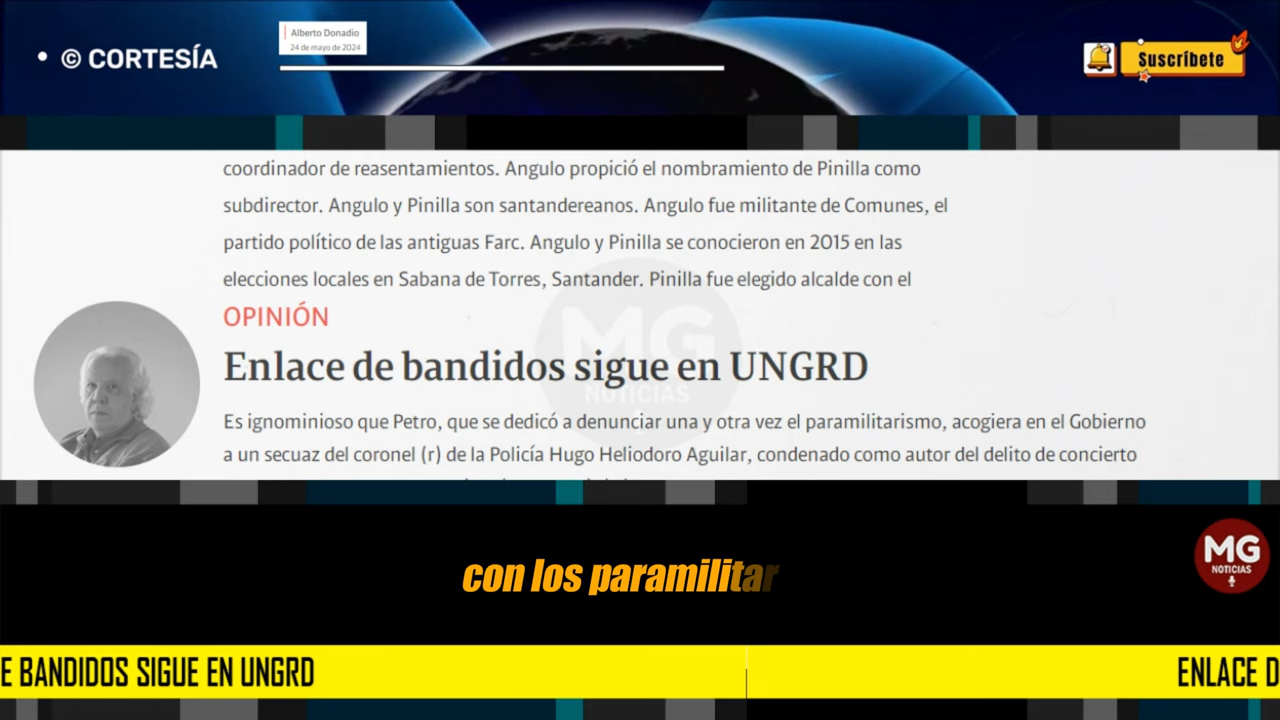 • © CORTESÍA
Alberto Donadio
24 de mayo de 2024
Suscríbete
coordinador de reasentamientos. Angulo propició el nombramiento de Pinilla como
subdirector. Angulo y Pinilla son santandereanos. Angulo fue militante de Comunes, el
partido político de las antiguas Farc. Angulo y Pinilla se conocieron en 2015 en las
elecciones locales en Sabana de Torres, Santander. Pinilla fue elegido alcalde con el
OPINIÓN
Enlace de bandidos sigue en UNGRD
MG
NOTICIAS
Es ignominioso que Petro, que se dedicó a denunciar una y otra vez el paramilitarismo, acogiera en el Gobierno
a un secuaz del coronel (r) de la Policía Hugo Heliodoro Aguilar, condenado como autor del delito de concierto
con los paramilitar
MG
NOTICIAS
E BANDIDOS SIGUE EN UNGRD
ENLACE D